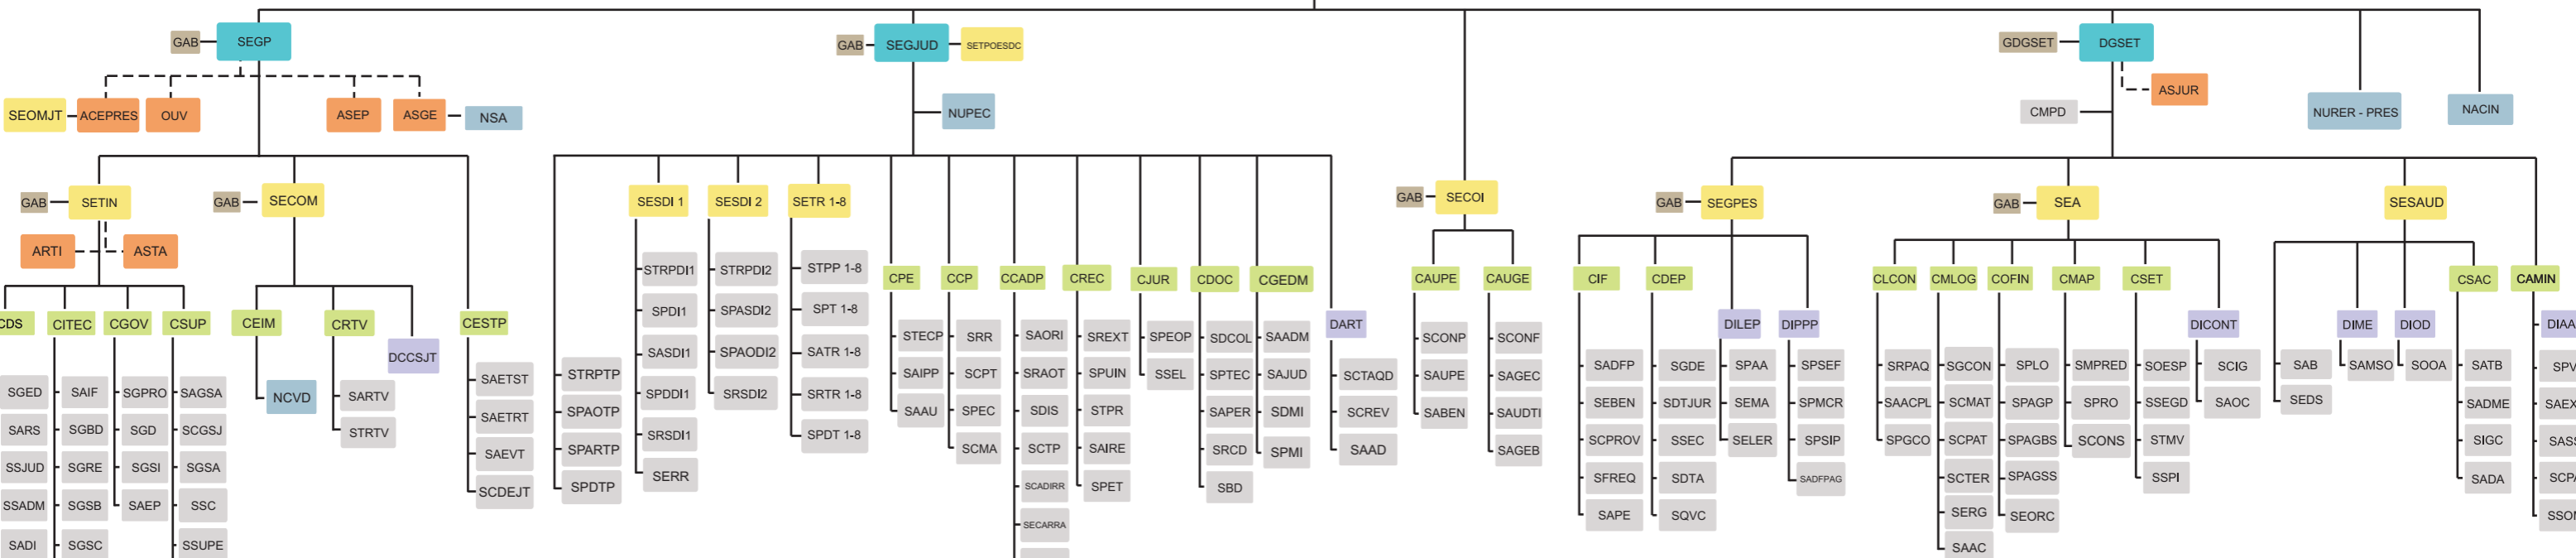 GAB
SEGP
GAB
SEGJUD
SETPOESDC
GDGSET
DGSET
SEOMJT
ACEPRES
OUV
ASEP
ASGE
NSA
NUPEC
CMPD
ASJUR
NURER - PRES
NACIN
GAB
SETIN
GAB
SECOM
SESDI 1
SESDI 2
SETR 1-8
GAB
SECOI
GAB
SEGPES
GAB
SEA
SESAUD
ARTI
ASTA
CDS
CITEC
CGOV
CSUP
CEIM
CRTV
DCCSJT
CESTP
CPE
CCP
CCADP
CREC
CJUR
CDOC
CGEDM
DART
CAUPE
CAUGE
CIF
CDEP
DILEP
DIPPP
CLCON
CMLOG
COFIN
CMAP
CSET
DICONT
DIME
DIOD
CSAC
CAMIN
DIAA
SGED
SARS
SSJUD
SSADM
SADI
SAIF
SGBD
SGRE
SGSB
SGSC
SGPRO
SGD
SGSI
SAEP
SAGSA
SCGSJ
SGSA
SSC
SSUPE
NCVD
SARTV
STRTV
SAETST
SAETRT
SAEVT
SCDEJT
STRPTP
SPAOTP
SPARTP
SPDTP
STRPDI1
SPDI1
SASDI1
SPDDI1
SRSDI1
SERR
STRPDI2
SPASDI2
SPAODI2
SRSDI2
STPP 1-8
SPT 1-8
SATR 1-8
SRTR 1-8
SPDT 1-8
STECP
SAIPP
SAAU
SRR
SCPT
SPEC
SCMA
SAORI
SRAOT
SDIS
SCTP
SCADIRR
SECARRA
SREXT
SPUIN
STPR
SAIRE
SPET
SPEOP
SSEL
SDCOL
SPTEC
SAPER
SRCD
SBD
SAADM
SAJUD
SDMI
SPMI
SCTAQD
SCREV
SAAD
SCONP
SAUPE
SABEN
SCONF
SAGEC
SAUDTI
SAGEB
SADFP
SEBEN
SCPROV
SFREQ
SAPE
SGDE
SDTJUR
SSEC
SDTA
SQVC
SPAA
SEMA
SELER
SPSEF
SPMCR
SPSIP
SADFPAG
SRPAQ
SAACPL
SPGCO
SGCON
SCMAT
SCPAT
SCTER
SERG
SAAC
SPLO
SPAGP
SPAGBS
SPAGSS
SEORC
SMPRED
SPRO
SCONS
SOESP
SSEGD
STMV
SSPI
SCIG
SAOC
SAB
SEDS
SAMSO
SOOA
SATB
SADME
SIGC
SADA
SPV
SAEX
SASS
SCPA